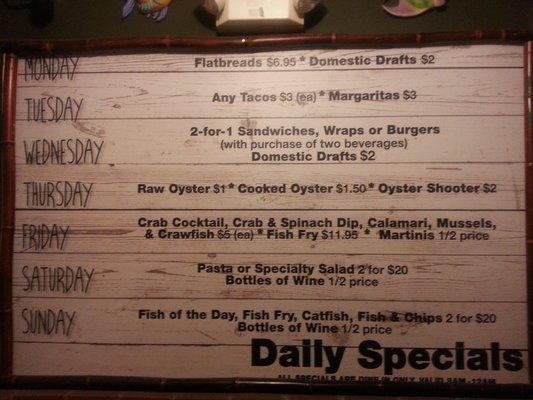 MONDAY
Flatbreads $6.95 * Domestic Drafts $2
TUESDAY
Any Tacos $3 (ea) * Margaritas $3
WEDNESDAY
2-for-1 Sandwiches, Wraps or Burgers
(with purchase of two beverages)
Domestic Drafts $2
THURSDAY
Raw Oyster $1 * Cooked Oyster $1.50 * Oyster Shooter $2
FRIDAY
Crab Cocktail, Crab & Spinach Dip, Calamari, Mussels,
& Crawfish $5 (ea) * Fish Fry $11.95 * Martinis 1/2 price
SATURDAY
Pasta or Specialty Salad 2 for $20
Bottles of Wine 1/2 price
SUNDAY
Fish of the Day, Fish Fry, Catfish, Fish & Chips 2 for $20
Bottles of Wine 1/2 price
Daily Specials
ALL SPECIALS ARE DINE IN ONLY, VALID 8AM - 12AM